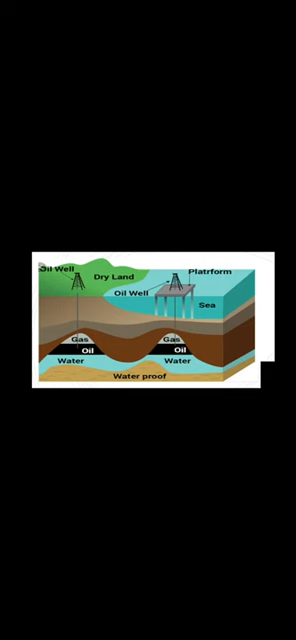 Oil Well
Platrform
Dry Land
Oil Well
Sea
Gas
Gas
Oil
Oil
Water
Water
Water proof